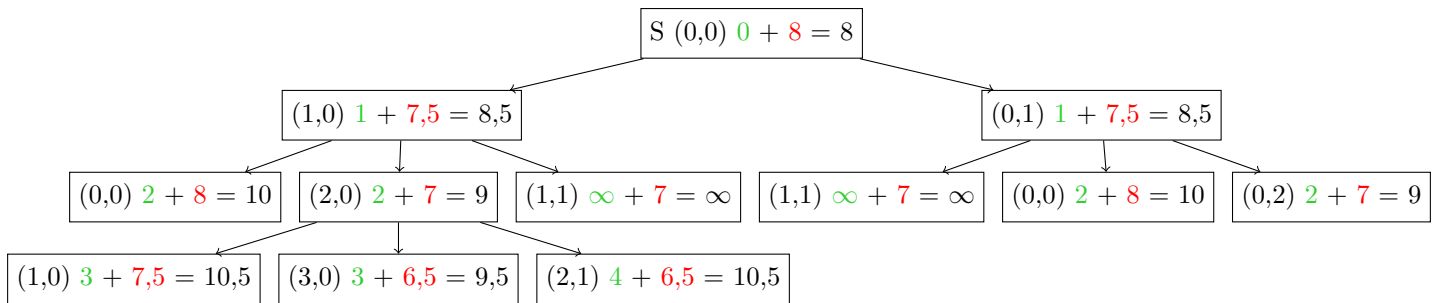 S (0,0) 0 + 8 = 8
(1,0) 1 + 7,5 = 8,5
(0,1) 1 + 7,5 = 8,5
(0,0) 2 + 8 = 10
(2,0) 2 + 7 = 9
(1,1) ∞ + 7 = ∞
(1,1) ∞ + 7 = ∞
(0,0) 2 + 8 = 10
(0,2) 2 + 7 = 9
(1,0) 3 + 7,5 = 10,5
(3,0) 3 + 6,5 = 9,5
(2,1) 4 + 6,5 = 10,5